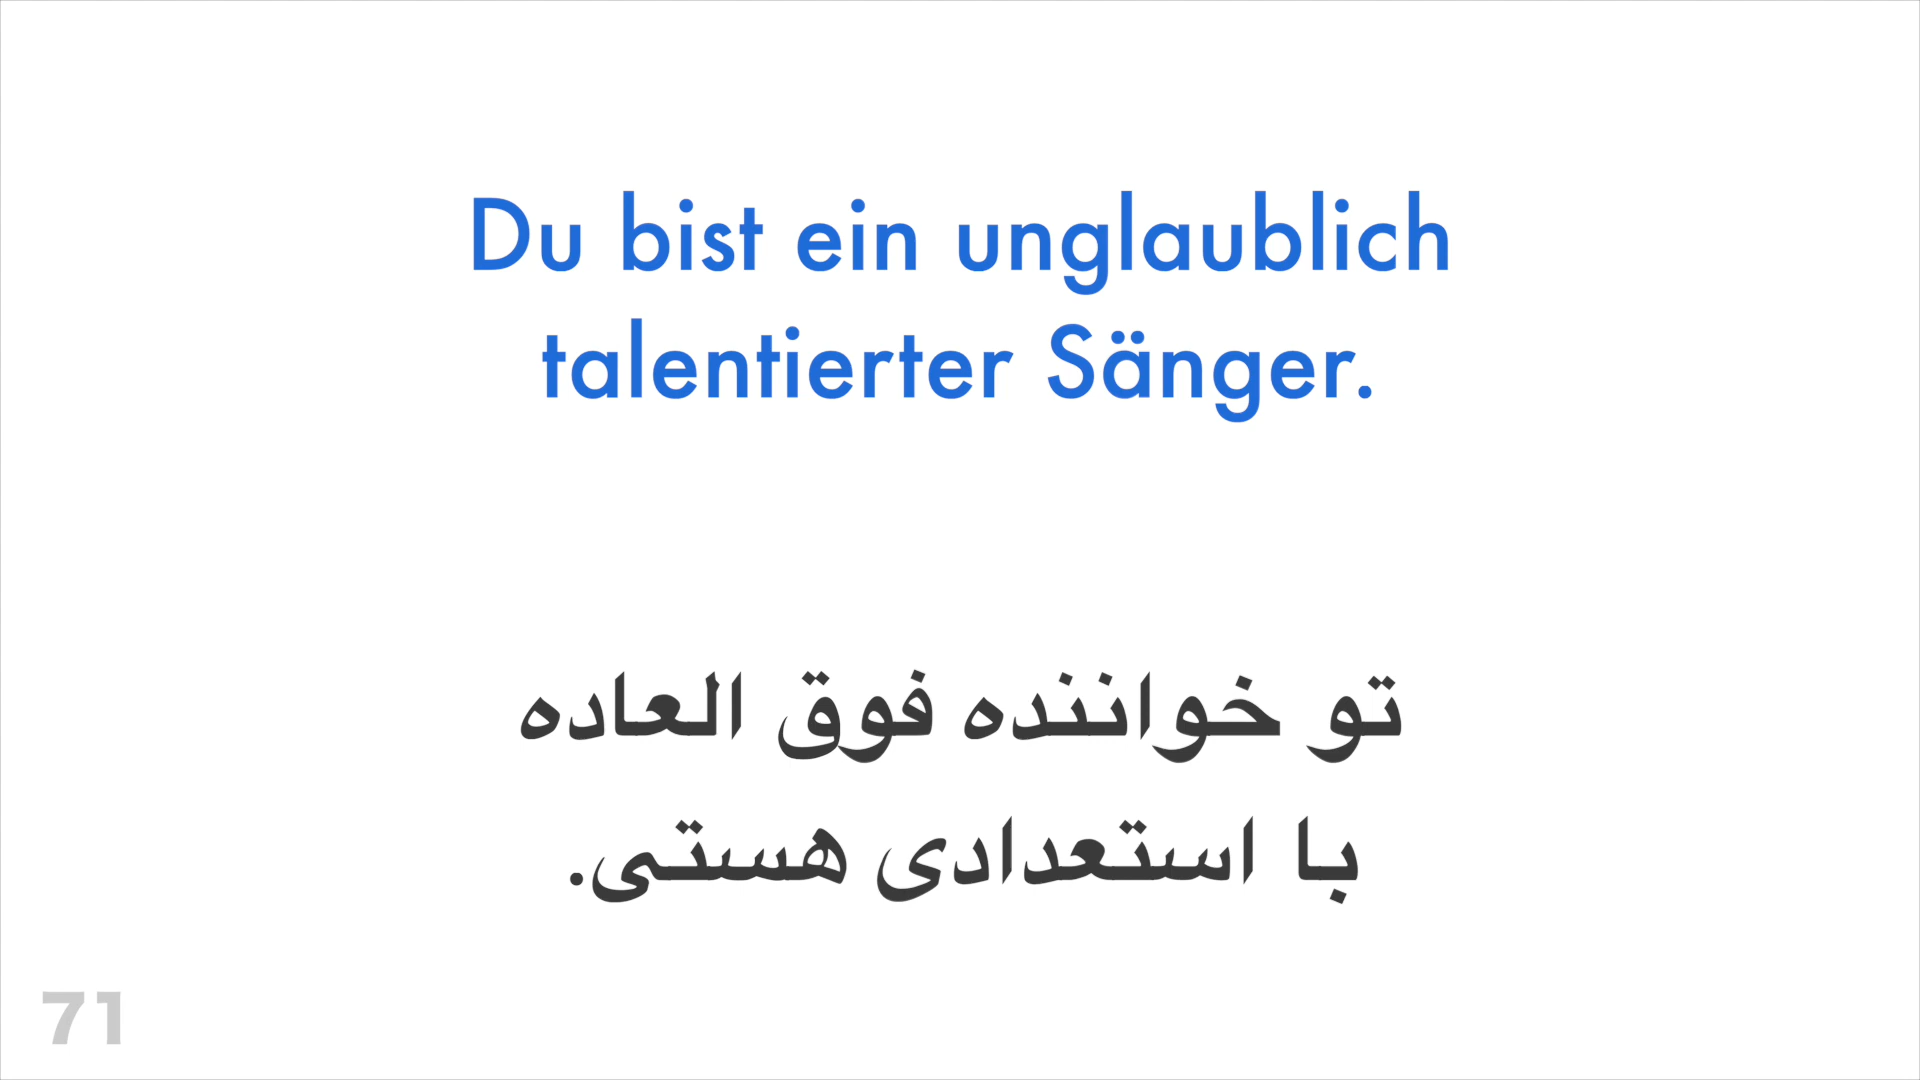 Du bist ein unglaublich
talentierter Sänger.
تو خواننده فوق العاده
با استعدادی هستی.
71